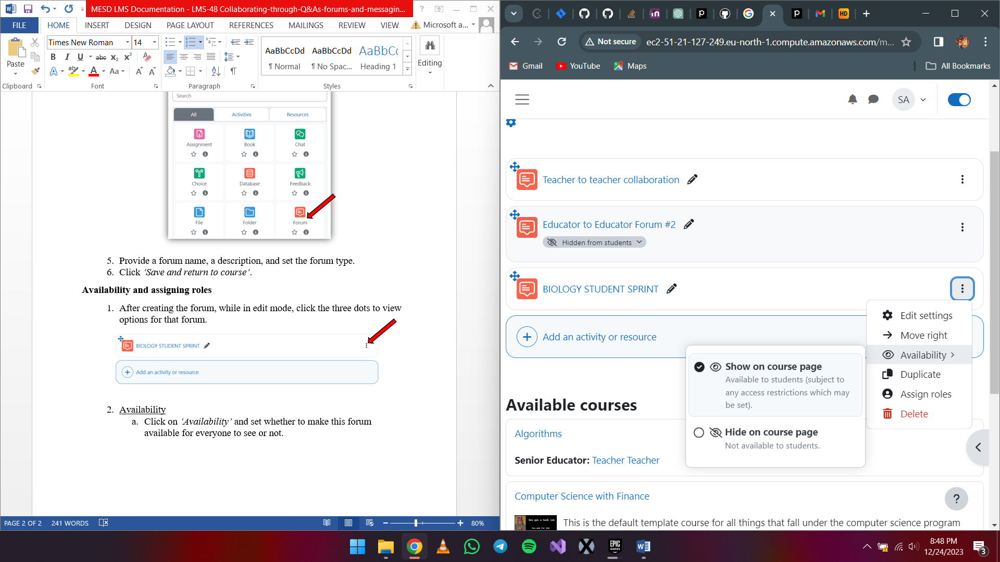 MESD LMS Documentation - LMS-48 Collaborating-through-Q&As-forums-and-messagin...
FILE HOME INSERT DESIGN PAGE LAYOUT REFERENCES MAILINGS REVIEW VIEW Microsoft a...
Paste
Times New Roman 14
B I U abc X₂ X²
A ab A Aa A A
AaBbCcDd AaBbCcDd AaBbCc
¶ Normal ¶ No Spac... Heading 1
Editing
Clipboard Font Paragraph Styles
Search
All Activities Resources
Assignment Book Chat
Choice Database Feedback
File Folder Forum
5. Provide a forum name, a description, and set the forum type.
6. Click ‘Save and return to course’.
Availability and assigning roles
1. After creating the forum, while in edit mode, click the three dots to view
options for that forum.
BIOLOGY STUDENT SPRINT
Add an activity or resource
2. Availability
a. Click on ‘Availability’ and set whether to make this forum
available for everyone to see or not.
PAGE 2 OF 2 241 WORDS 80%
Not secure ec2-51-21-127-249.eu-north-1.compute.amazonaws.com/m...
Gmail YouTube Maps All Bookmarks
SA
Teacher to teacher collaboration
Educator to Educator Forum #2
Hidden from students
BIOLOGY STUDENT SPRINT
Add an activity or resource
Edit settings
Move right
Availability
Duplicate
Assign roles
Delete
Show on course page
Available to students (subject to
any access restrictions which may
be set).
Hide on course page
Not available to students.
Available courses
Algorithms
Senior Educator: Teacher Teacher
Computer Science with Finance
?
You got a tech job
This is the default template course for all things that fall under the computer science program
EPIC GAMES
8:48 PM
12/24/2023
3